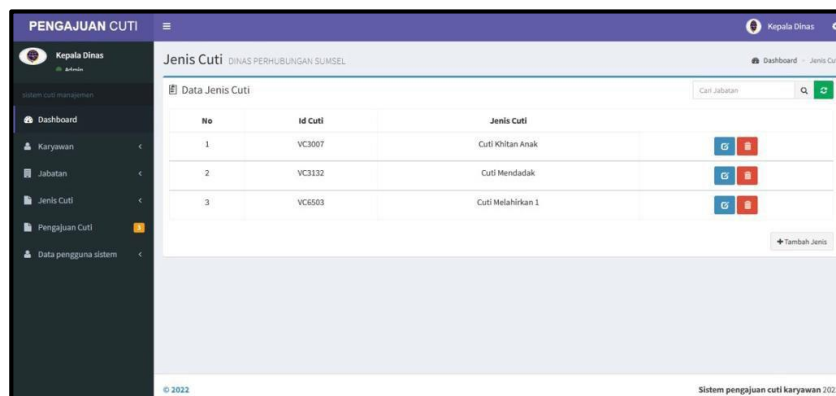 PENGAJUAN CUTI
Kepala Dinas
Kepala Dinas
Admin
Jenis Cuti DINAS PERHUBUNGAN SUMSEL
Dashboard
Jenis Cu
sistem cuti manajemen
Dashboard
Karyawan
Jabatan
Jenis Cuti
Pengajuan Cuti
Data pengguna sistem
Data Jenis Cuti
Cari Jabatan
No Id Cuti Jenis Cuti
1 VC3007 Cuti Khitan Anak
2 VC3132 Cuti Mendadak
3 VC6503 Cuti Melahirkan 1
+ Tambah Jenis
© 2022
Sistem pengajuan cuti karyawan 202